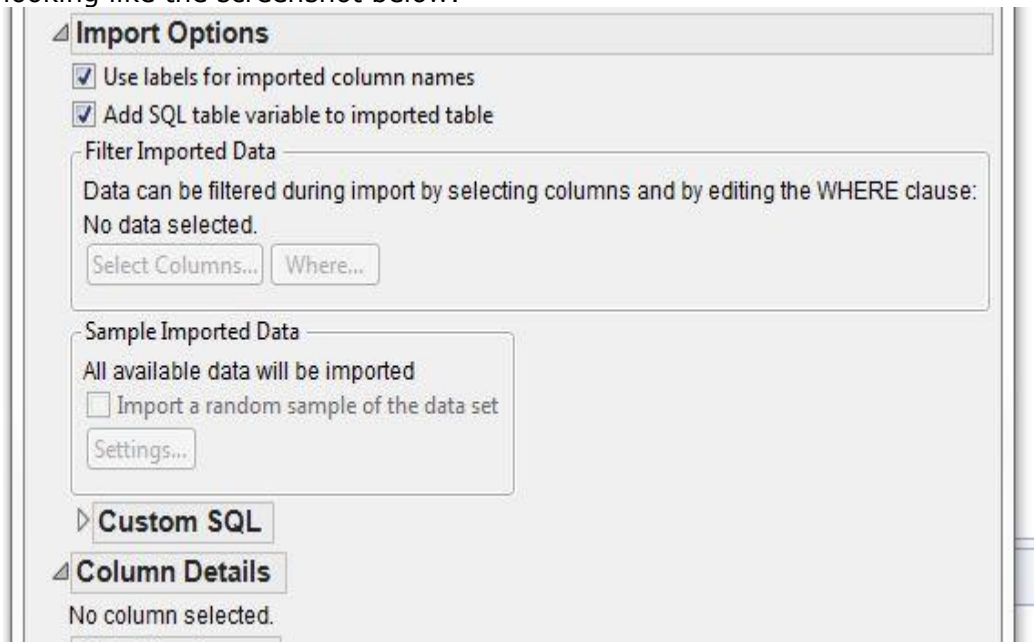 looking like the screenshot below.
Import Options
Use labels for imported column names
Add SQL table variable to imported table
Filter Imported Data
Data can be filtered during import by selecting columns and by editing the WHERE clause:
No data selected.
Select Columns... Where...
Sample Imported Data
All available data will be imported
Import a random sample of the data set
Settings...
Custom SQL
Column Details
No column selected.